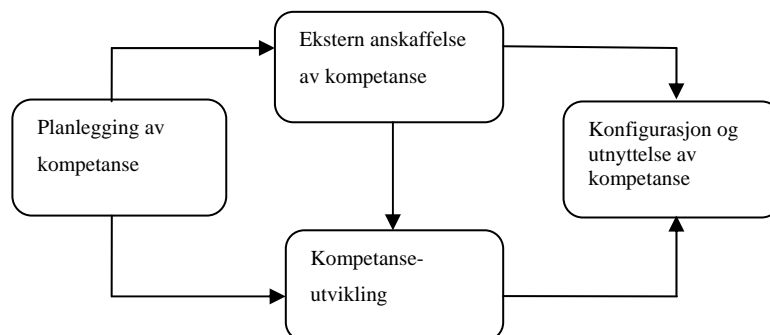 Ekstern anskaffelse
av kompetanse
Planlegging av
kompetanse
Konfigurasjon og
utnyttelse av
kompetanse
Kompetanse-
utvikling